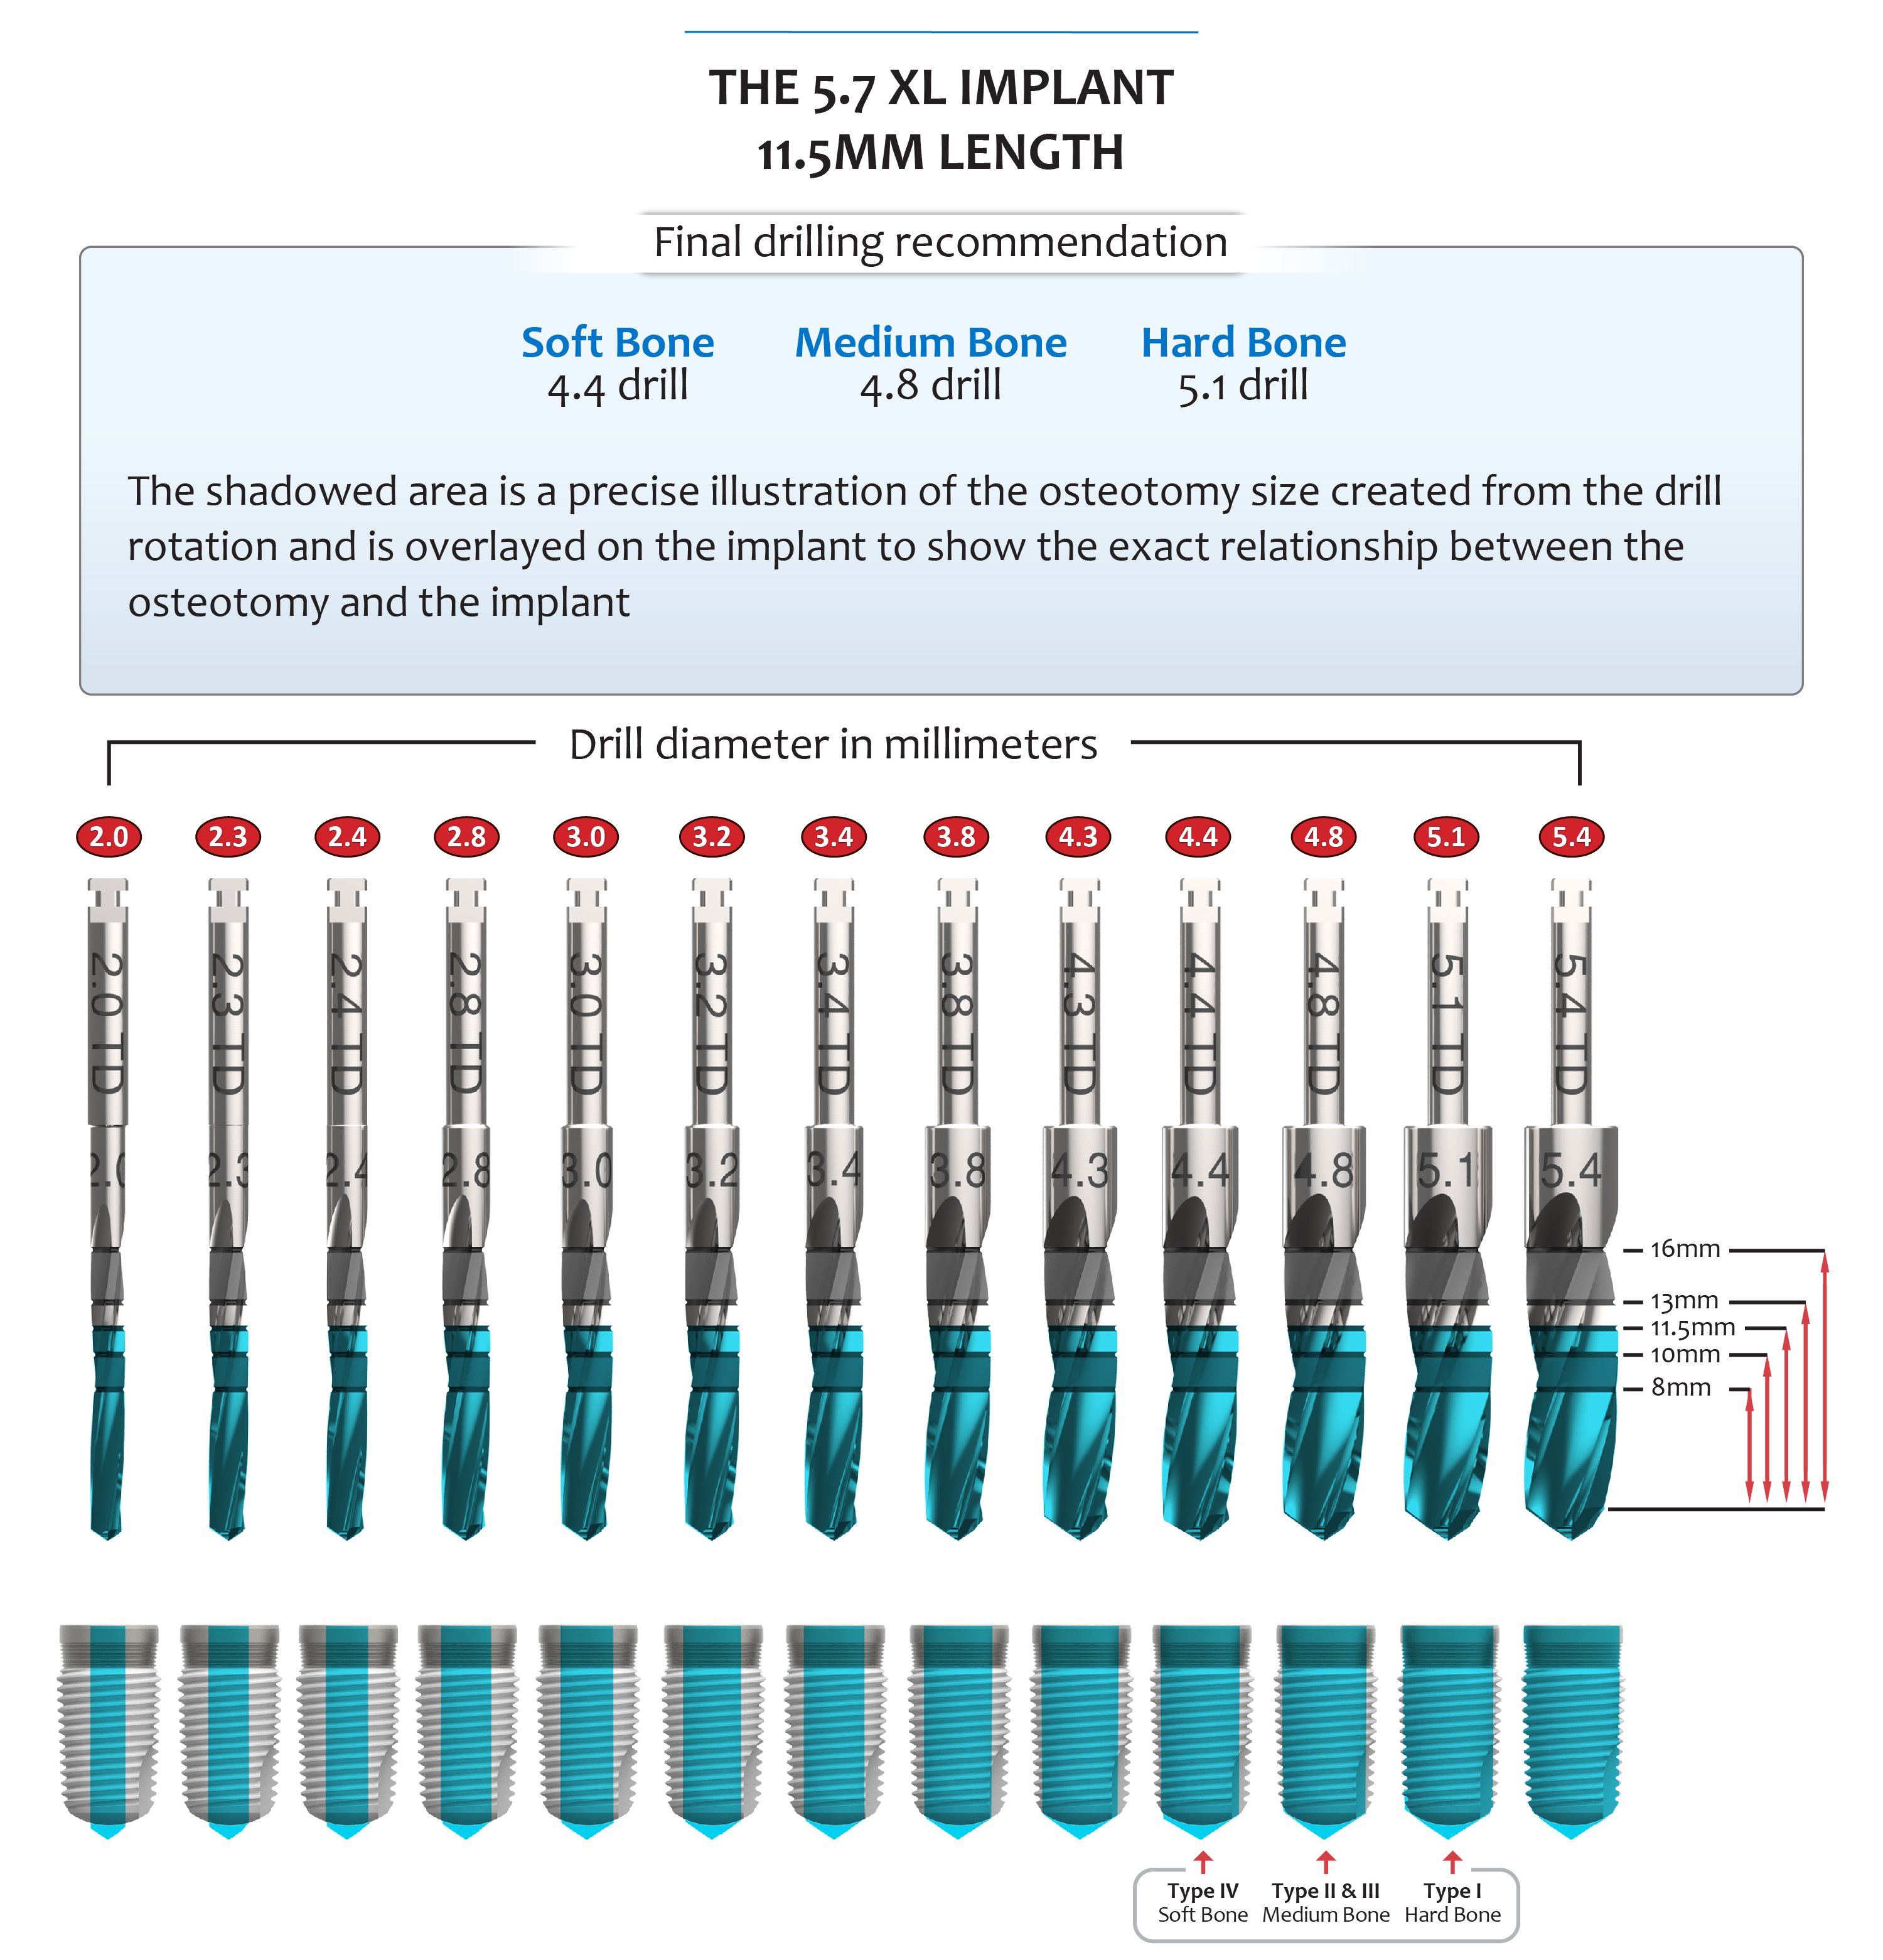 THE 5.7 XL IMPLANT
11.5MM LENGTH
Final drilling recommendation
Soft Bone Medium Bone Hard Bone
4.4 drill 4.8 drill 5.1 drill
The shadowed area is a precise illustration of the osteotomy size created from the drill
rotation and is overlayed on the implant to show the exact relationship between the
osteotomy and the implant
Drill diameter in millimeters
2.0 2.3 2.4 2.8 3.0 3.2 3.4 3.8 4.3 4.4 4.8 5.1 5.4
2.0 TD 2.3 TD 2.4 TD 2.8 TD 3.0 TD 3.2 TD 3.4 TD 3.8 TD 4.3 TD 4.4 TD 4.8 TD 5.1 TD 5.4 TD
2.0 2.3 2.4 2.8 3.0 3.2 3.4 3.8 4.3 4.4 4.8 5.1 5.4
16mm
13mm
11.5mm
10mm
8mm
Type IV Type II & III Type I
Soft Bone Medium Bone Hard Bone